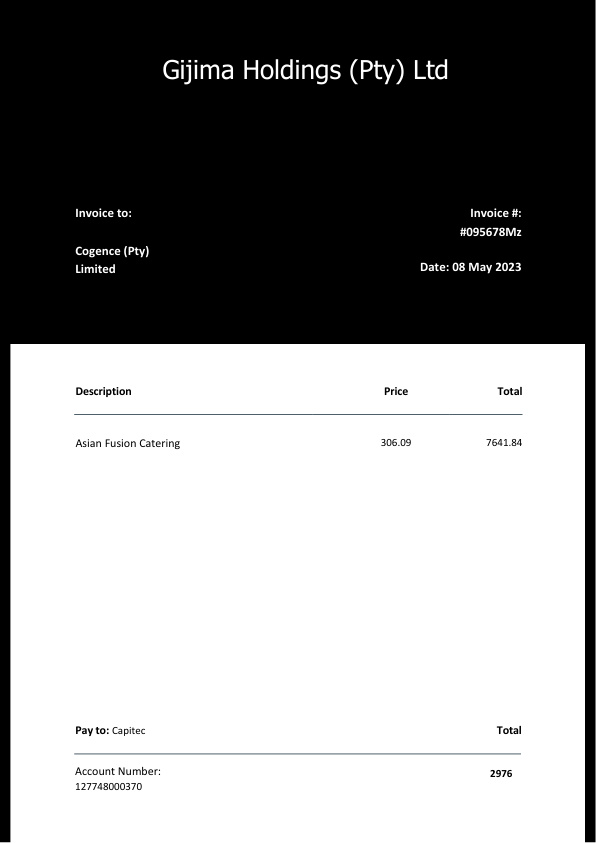 Gijima Holdings (Pty) Ltd
Invoice to:
Invoice #:
#095678Mz
Cogence (Pty)
Limited
Date: 08 May 2023
Description Price Total
Asian Fusion Catering 306.09 7641.84
Pay to: Capitec Total
Account Number:
127748000370
2976